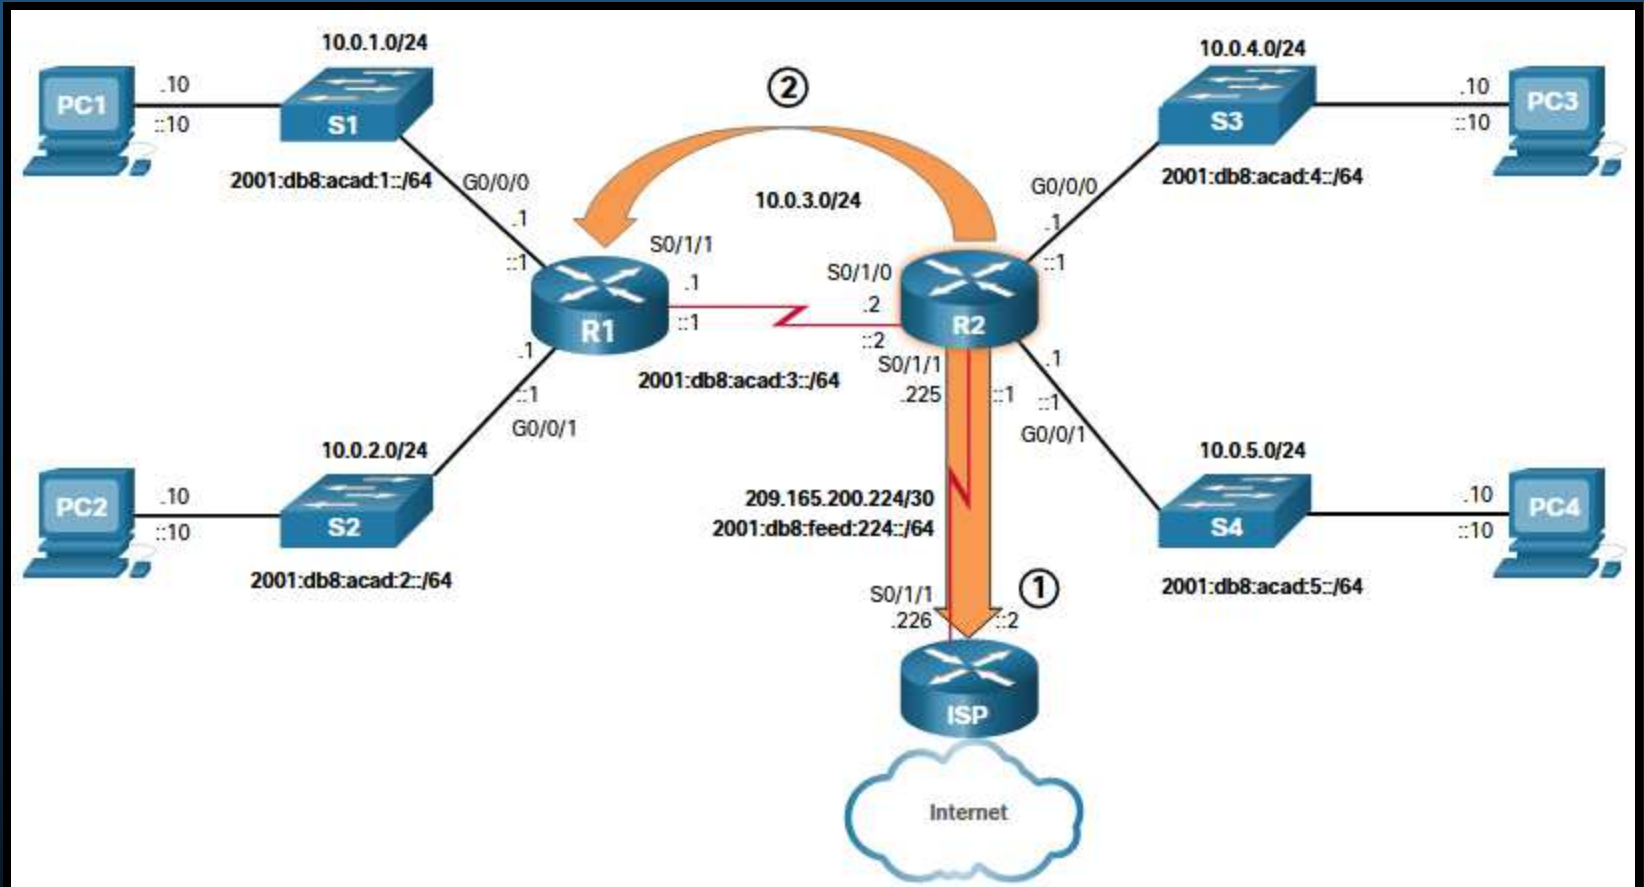 10.0.1.0/24
PC1
.10
::10
S1
2001:db8:acad:1::/64
G0/0/0
.1
::1
②
10.0.3.0/24
10.0.4.0/24
S3
.10
::10
PC3
G0/0/0
.1
::1
2001:db8:acad:4::/64
S0/1/1
.1
::1
R1
S0/1/0
.2
::2
R2
2001:db8:acad:3::/64
.1
::1
G0/0/1
S0/1/1
.225
::1
.1
::1
G0/0/1
10.0.2.0/24
PC2
.10
::10
S2
2001:db8:acad:2::/64
209.165.200.224/30
2001:db8:feed:224::/64
10.0.5.0/24
S4
.10
::10
PC4
2001:db8:acad:5::/64
S0/1/1
.226
::2
①
ISP
Internet